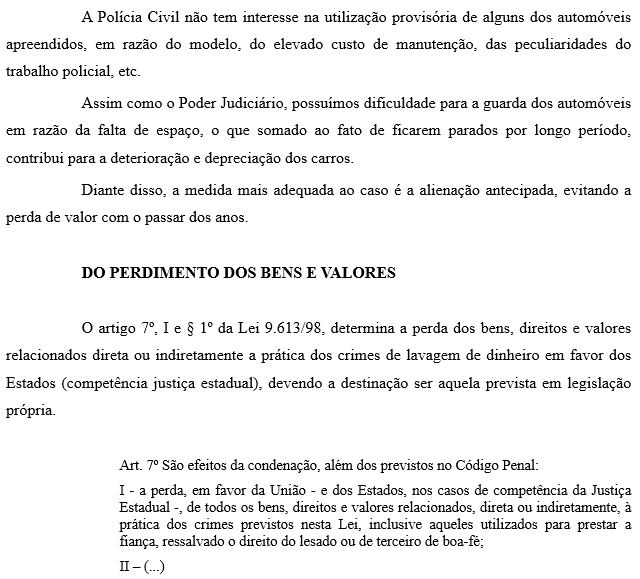 A Polícia Civil não tem interesse na utilização provisória de alguns dos automóveis
apreendidos, em razão do modelo, do elevado custo de manutenção, das peculiaridades do
trabalho policial, etc.
Assim como o Poder Judiciário, possuímos dificuldade para a guarda dos automóveis
em razão da falta de espaço, o que somado ao fato de ficarem parados por longo período,
contribui para a deterioração e depreciação dos carros.
Diante disso, a medida mais adequada ao caso é a alienação antecipada, evitando a
perda de valor com o passar dos anos.
DO PERDIMENTO DOS BENS E VALORES
O artigo 7º, I e § 1º da Lei 9.613/98, determina a perda dos bens, direitos e valores
relacionados direta ou indiretamente a prática dos crimes de lavagem de dinheiro em favor dos
Estados (competência justiça estadual), devendo a destinação ser aquela prevista em legislação
própria.
Art. 7º São efeitos da condenação, além dos previstos no Código Penal:
I - a perda, em favor da União - e dos Estados, nos casos de competência da Justiça
Estadual -, de todos os bens, direitos e valores relacionados, direta ou indiretamente, à
prática dos crimes previstos nesta Lei, inclusive aqueles utilizados para prestar a
fiança, ressalvado o direito do lesado ou de terceiro de boa-fé;
II – (...)